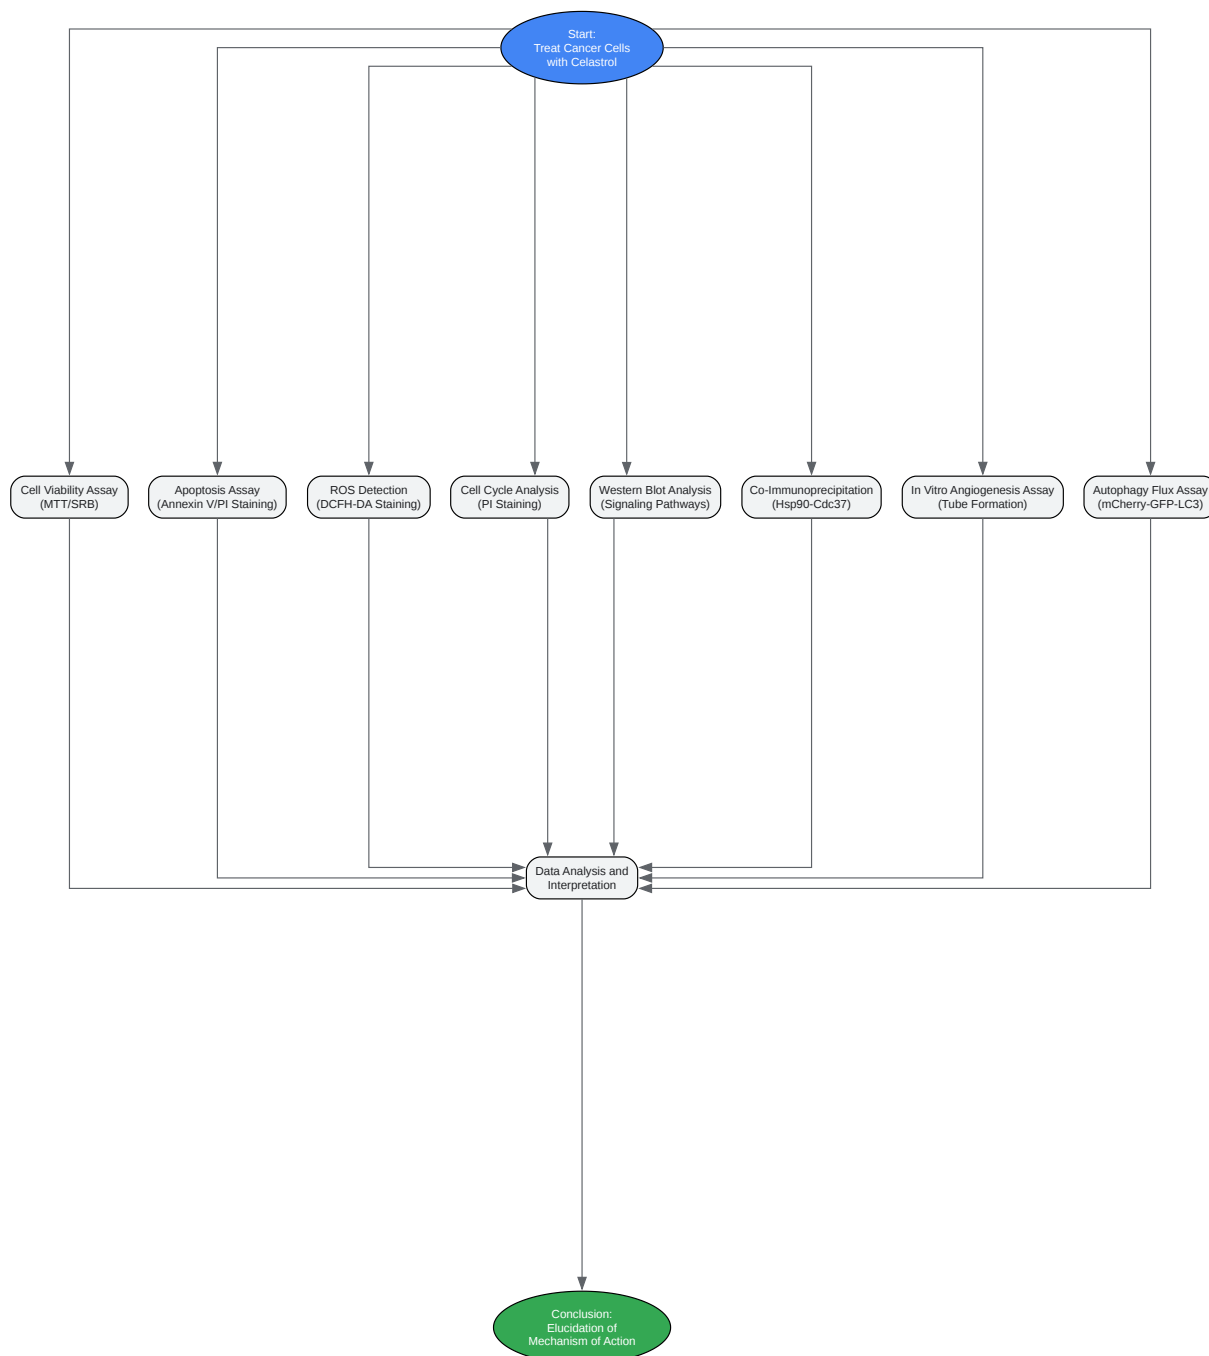 Start:
Treat Cancer Cells
with Celastrol
Cell Viability Assay
(MTT/SRB)
Apoptosis Assay
(Annexin V/PI Staining)
ROS Detection
(DCFH-DA Staining)
Cell Cycle Analysis
(PI Staining)
Western Blot Analysis
(Signaling Pathways)
Co-Immunoprecipitation
(Hsp90-Cdc37)
In Vitro Angiogenesis Assay
(Tube Formation)
Autophagy Flux Assay
(mCherry-GFP-LC3)
Data Analysis and
Interpretation
Conclusion:
Elucidation of
Mechanism of Action